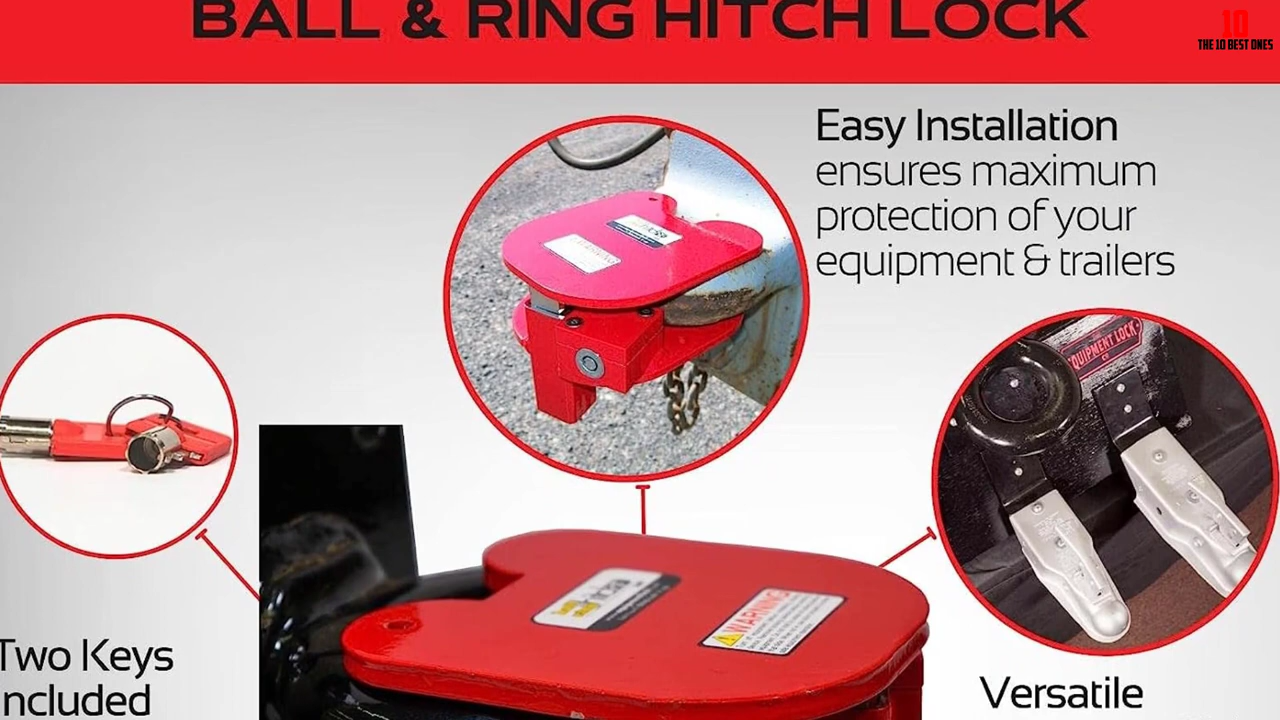 BALL & RING HITCH LOCK
10
THE 10 BEST ONES
Easy Installation
ensures maximum
protection of your
equipment & trailers
EQUIPMENT LOCK
WARNING
Two Keys
ncluded
Versatile